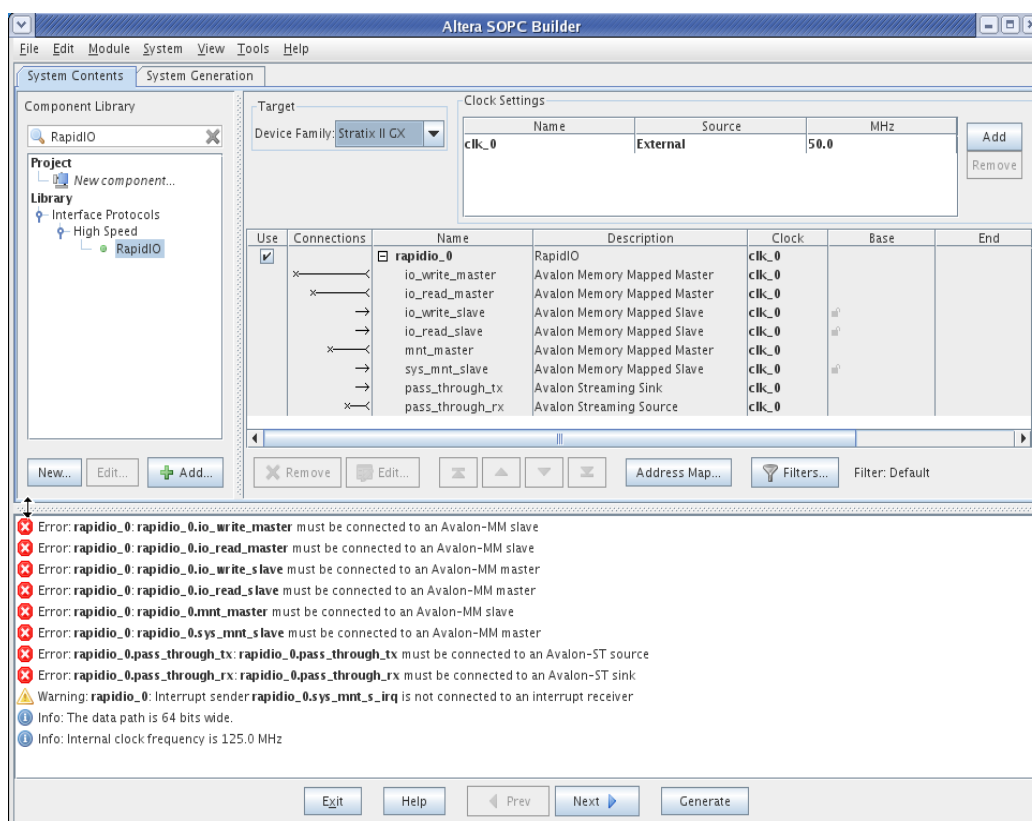 Altera SOPC Builder
File Edit Module System View Tools Help
System Contents System Generation
Component Library
RapidIO
Project
New component...
Library
Interface Protocols
High Speed
RapidIO
New... Edit... Add...
Target
Device Family: Stratix II GX
Clock Settings
Name Source MHz
clk_0 External 50.0
Add
Remove
Use Connections Name Description Clock Base End
rapidio_0 RapidIO clk_0
io_write_master Avalon Memory Mapped Master clk_0
io_read_master Avalon Memory Mapped Master clk_0
io_write_slave Avalon Memory Mapped Slave clk_0
io_read_slave Avalon Memory Mapped Slave clk_0
mnt_master Avalon Memory Mapped Master clk_0
sys_mnt_slave Avalon Memory Mapped Slave clk_0
pass_through_tx Avalon Streaming Sink clk_0
pass_through_rx Avalon Streaming Source clk_0
Remove Edit... Address Map... Filters... Filter: Default
Error: rapidio_0: rapidio_0.io_write_master must be connected to an Avalon-MM slave
Error: rapidio_0: rapidio_0.io_read_master must be connected to an Avalon-MM slave
Error: rapidio_0: rapidio_0.io_write_slave must be connected to an Avalon-MM master
Error: rapidio_0: rapidio_0.io_read_slave must be connected to an Avalon-MM master
Error: rapidio_0: rapidio_0.mnt_master must be connected to an Avalon-MM slave
Error: rapidio_0: rapidio_0.sys_mnt_slave must be connected to an Avalon-MM master
Error: rapidio_0.pass_through_tx: rapidio_0.pass_through_tx must be connected to an Avalon-ST source
Error: rapidio_0.pass_through_rx: rapidio_0.pass_through_rx must be connected to an Avalon-ST sink
Warning: rapidio_0: Interrupt sender rapidio_0.sys_mnt_s_irq is not connected to an interrupt receiver
Info: The data path is 64 bits wide.
Info: Internal clock frequency is 125.0 MHz
Exit Help Prev Next Generate